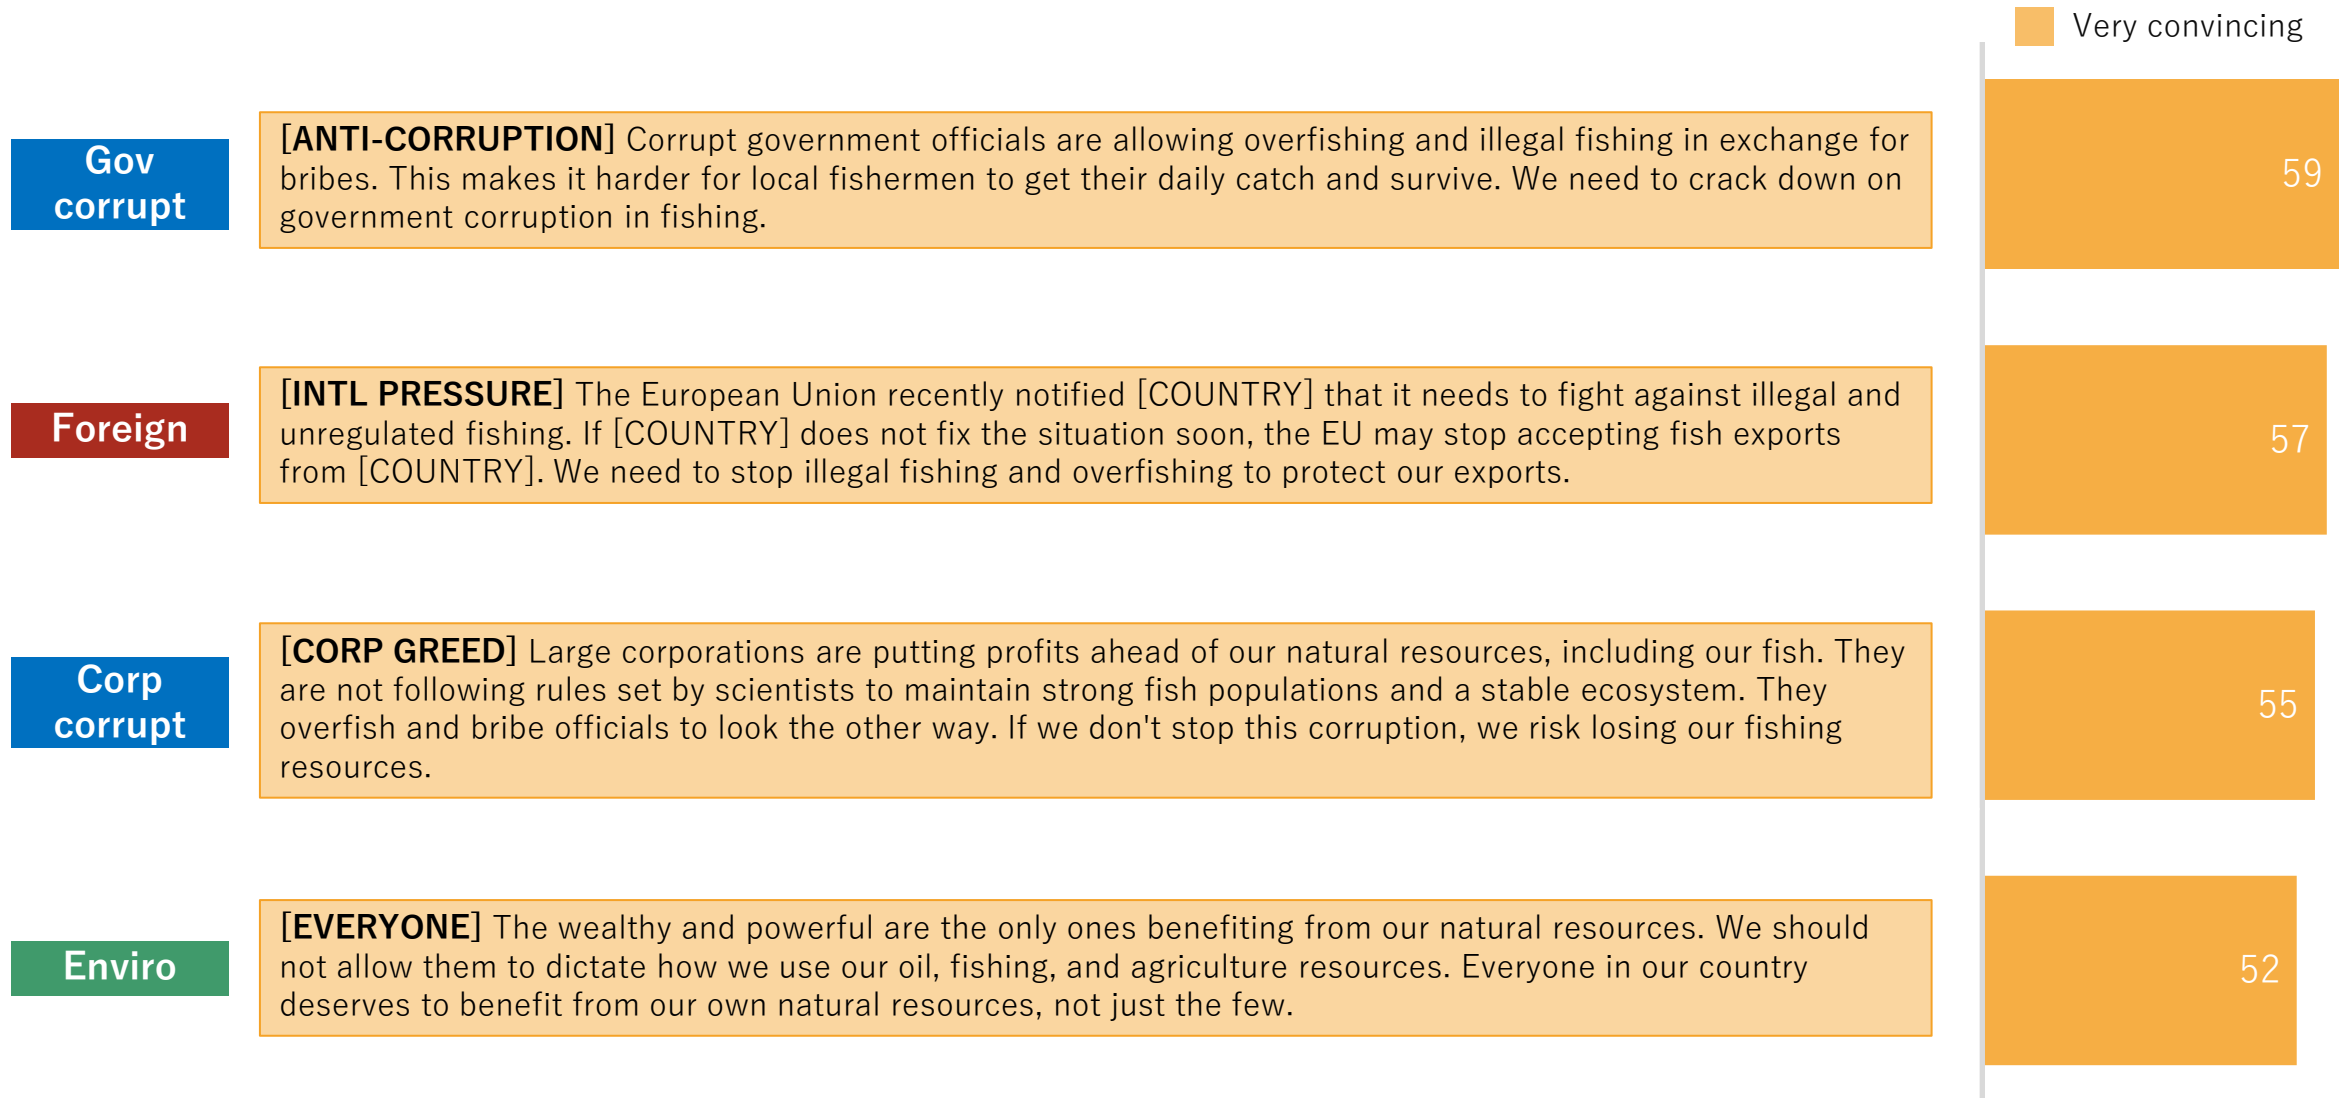 Very convincing
Gov
corrupt
[ANTI-CORRUPTION] Corrupt government officials are allowing overfishing and illegal fishing in exchange for
bribes. This makes it harder for local fishermen to get their daily catch and survive. We need to crack down on
government corruption in fishing.
59
Foreign
[INTL PRESSURE] The European Union recently notified [COUNTRY] that it needs to fight against illegal and
unregulated fishing. If [COUNTRY] does not fix the situation soon, the EU may stop accepting fish exports
from [COUNTRY]. We need to stop illegal fishing and overfishing to protect our exports.
57
Corp
corrupt
[CORP GREED] Large corporations are putting profits ahead of our natural resources, including our fish. They
are not following rules set by scientists to maintain strong fish populations and a stable ecosystem. They
overfish and bribe officials to look the other way. If we don't stop this corruption, we risk losing our fishing
resources.
55
Enviro
[EVERYONE] The wealthy and powerful are the only ones benefiting from our natural resources. We should
not allow them to dictate how we use our oil, fishing, and agriculture resources. Everyone in our country
deserves to benefit from our own natural resources, not just the few.
52